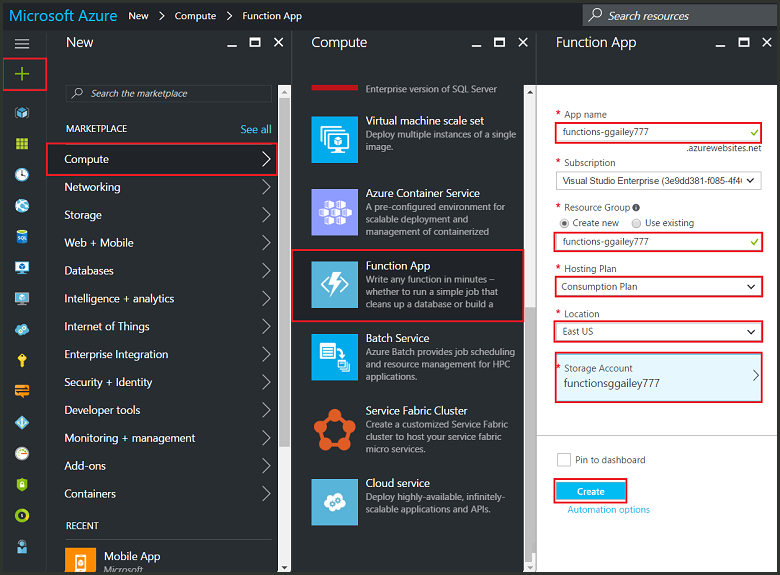 Microsoft Azure New > Compute > Function App
Search resources
New
Search the marketplace
MARKETPLACE See all
Compute
Networking
Storage
Web + Mobile
Databases
Intelligence + analytics
Internet of Things
Enterprise Integration
Security + Identity
Developer tools
Monitoring + management
Add-ons
Containers
RECENT
Mobile App
Microsoft
Compute
Enterprise version of SQL Server
Virtual machine scale set
Deploy multiple instances of a single
image.
Azure Container Service
A pre-configured environment for
scalable deployment and
management of containerized
Function App
Write any function in minutes –
whether to run a simple job that
cleans up a database or build a
Batch Service
Azure Batch provides job scheduling
and resource management for HPC
applications.
Service Fabric Cluster
Create a customized Service Fabric
cluster to host your service fabric
micro services.
Cloud service
Deploy highly-available, infinitely-
scalable applications and APIs.
Function App
* App name
functions-ggailey777
.azurewebsites.net
* Subscription
Visual Studio Enterprise (3e9dd381-f085-4f4
* Resource Group
Create new Use existing
functions-ggailey777
* Hosting Plan
Consumption Plan
* Location
East US
* Storage Account
functionsggailey777
Pin to dashboard
Create
Automation options